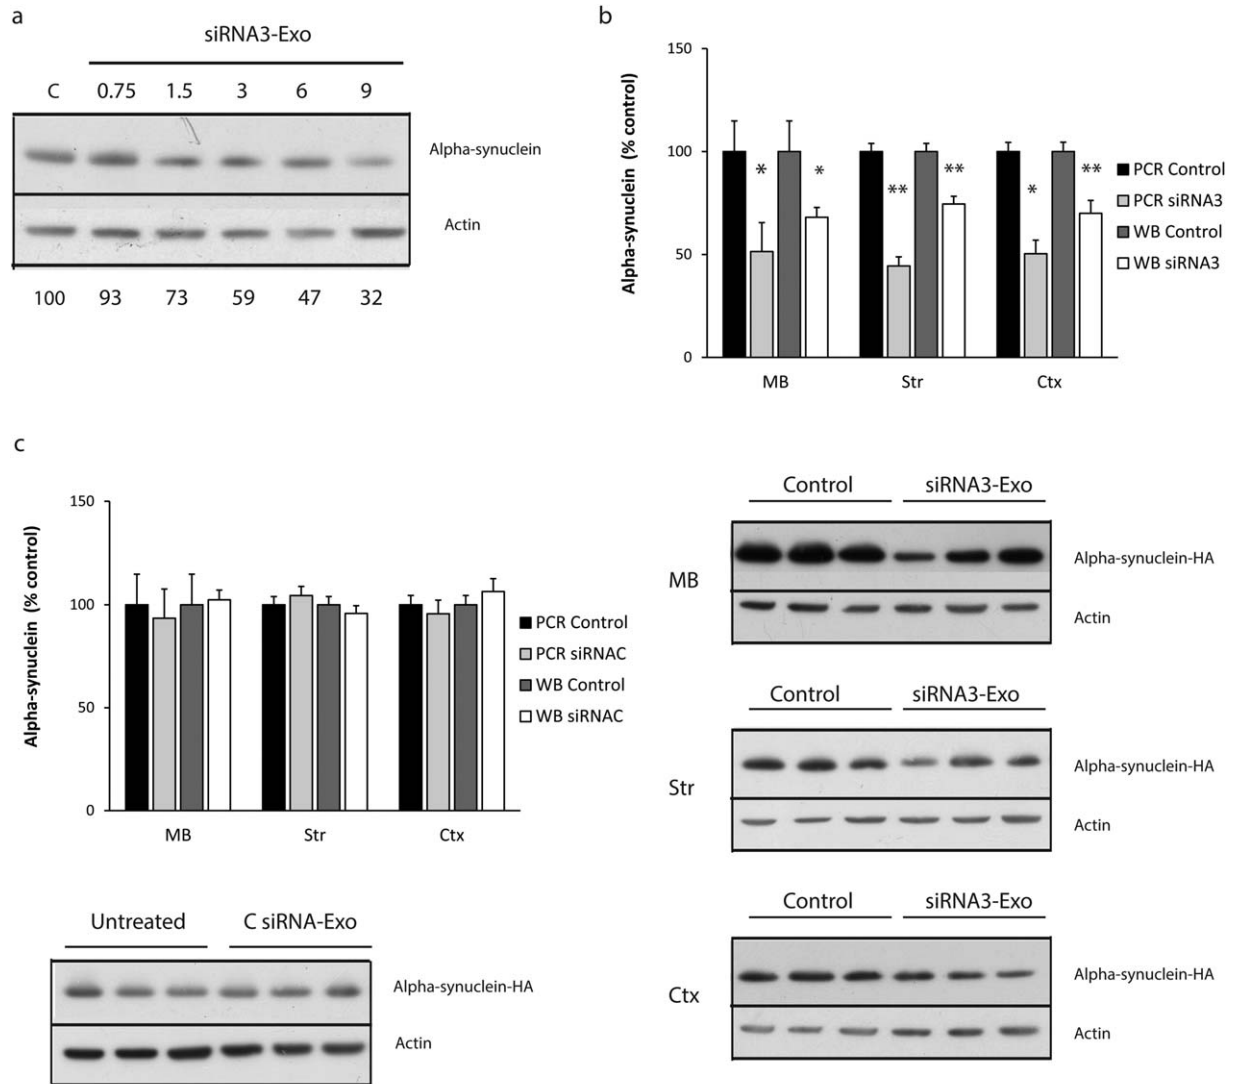 a
siRNA3-Exo
C 0.75 1.5 3 6 9
Alpha-synuclein
Actin
100 93 73 59 47 32
b
Alpha-synuclein (% control)
150
100
50
0
* * ** ** * **
MB Str Ctx
PCR Control
PCR siRNA3
WB Control
WB siRNA3
Control siRNA3-Exo
MB
Alpha-synuclein-HA
Actin
Control siRNA3-Exo
Str
Alpha-synuclein-HA
Actin
Control siRNA3-Exo
Ctx
Alpha-synuclein-HA
Actin
c
Alpha-synuclein (% control)
150
100
50
0
MB Str Ctx
PCR Control
PCR siRNAC
WB Control
WB siRNAC
Untreated C siRNA-Exo
Alpha-synuclein-HA
Actin